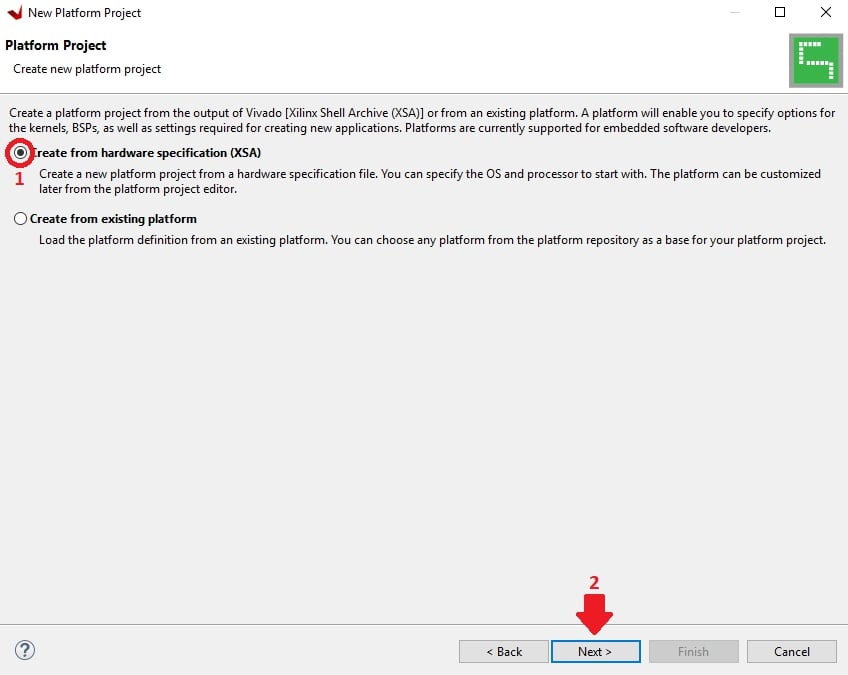 New Platform Project
Platform Project
Create new platform project
Create a platform project from the output of Vivado [Xilinx Shell Archive (XSA)] or from an existing platform. A platform will enable you to specify options for
the kernels, BSPs, as well as settings required for creating new applications. Platforms are currently supported for embedded software developers.
Create from hardware specification (XSA)
1
Create a new platform project from a hardware specification file. You can specify the OS and processor to start with. The platform can be customized
later from the platform project editor.
Create from existing platform
Load the platform definition from an existing platform. You can choose any platform from the platform repository as a base for your platform project.
2
?
< Back
Next >
Finish
Cancel